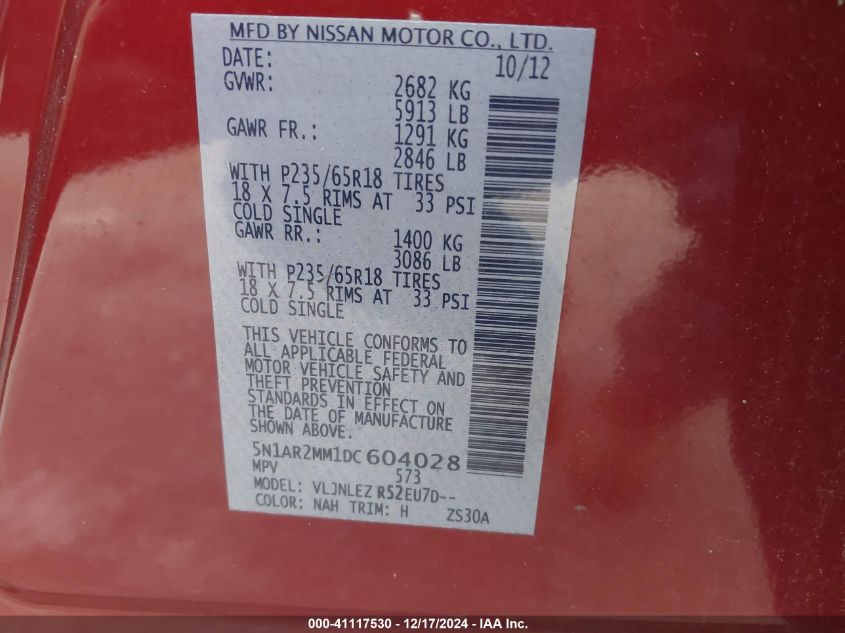 MFD BY NISSAN MOTOR CO., LTD.
DATE: 10/12
GVWR: 2682 KG
5913 LB
GAWR FR.: 1291 KG
2846 LB
WITH P235/65R18 TIRES
18 X 7.5 RIMS AT 33 PSI
COLD SINGLE
GAWR RR.: 1400 KG
3086 LB
WITH P235/65R18 TIRES
18 X 7.5 RIMS AT 33 PSI
COLD SINGLE
THIS VEHICLE CONFORMS TO
ALL APPLICABLE FEDERAL
MOTOR VEHICLE SAFETY AND
THEFT PREVENTION
STANDARDS IN EFFECT ON
THE DATE OF MANUFACTURE
SHOWN ABOVE.
5N1AR2MM1DC604028
MPV 573
MODEL: VLJNLEZ R52EU7D--
COLOR: NAH TRIM: H ZS30A
000-41117530 - 12/17/2024 - IAA Inc.